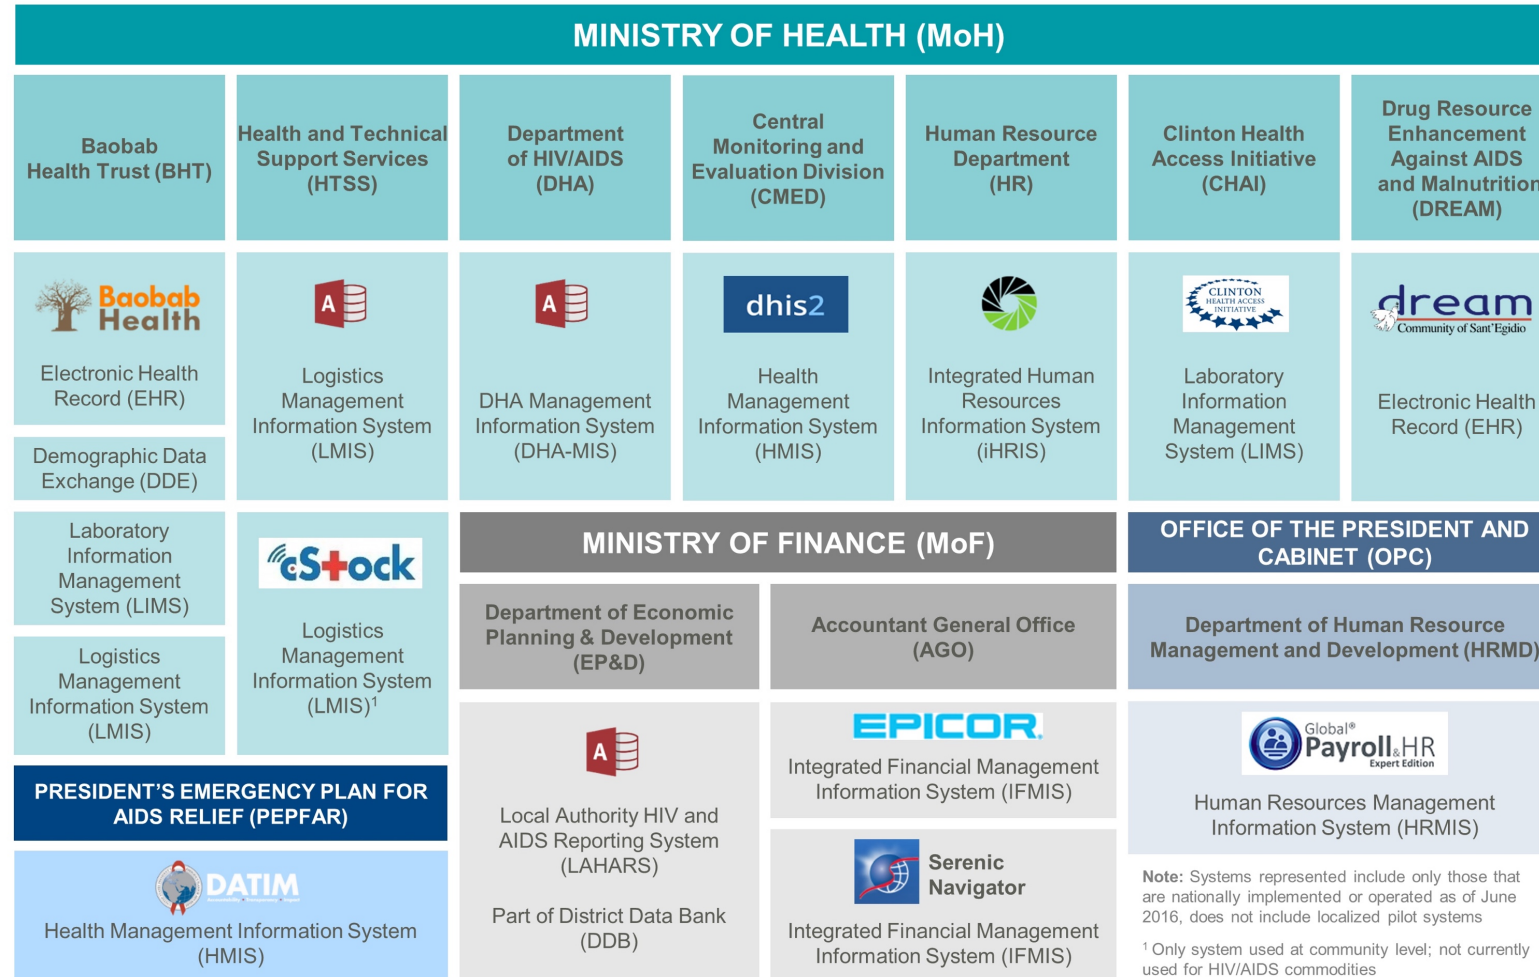 MINISTRY OF HEALTH (MoH)
Baobab
Health Trust (BHT)
Health and Technical
Support Services
(HTSS)
Department
of HIV/AIDS
(DHA)
Central
Monitoring and
Evaluation Division
(CMED)
Human Resource
Department
(HR)
Clinton Health
Access Initiative
(CHAI)
Drug Resource
Enhancement
Against AIDS
and Malnutrition
(DREAM)
Baobab
Health
Electronic Health
Record (EHR)
Demographic Data
Exchange (DDE)
Laboratory
Information
Management
System (LIMS)
Logistics
Management
Information System
(LMIS)
A
Logistics
Management
Information System
(LMIS)
cStock
Logistics
Management
Information System
(LMIS)¹
A
DHA Management
Information System
(DHA-MIS)
dhis2
Health
Management
Information System
(HMIS)
Integrated Human
Resources
Information System
(iHRIS)
CLINTON
HEALTH ACCESS
INITIATIVE
Laboratory
Information
Management
System (LIMS)
dream
Community of Sant'Egidio
Electronic Health
Record (EHR)
MINISTRY OF FINANCE (MoF)
Department of Economic
Planning & Development
(EP&D)
A
Local Authority HIV and
AIDS Reporting System
(LAHARS)
Part of District Data Bank
(DDB)
Accountant General Office
(AGO)
EPICOR.
Integrated Financial Management
Information System (IFMIS)
Serenic
Navigator
Integrated Financial Management
Information System (IFMIS)
OFFICE OF THE PRESIDENT AND
CABINET (OPC)
Department of Human Resource
Management and Development (HRMD)
Global®
Payroll&HR
Expert Edition
Human Resources Management
Information System (HRMIS)
PRESIDENT’S EMERGENCY PLAN FOR
AIDS RELIEF (PEPFAR)
DATIM
Health Management Information System
(HMIS)
Note: Systems represented include only those that
are nationally implemented or operated as of June
2016, does not include localized pilot systems
¹ Only system used at community level; not currently
used for HIV/AIDS commodities